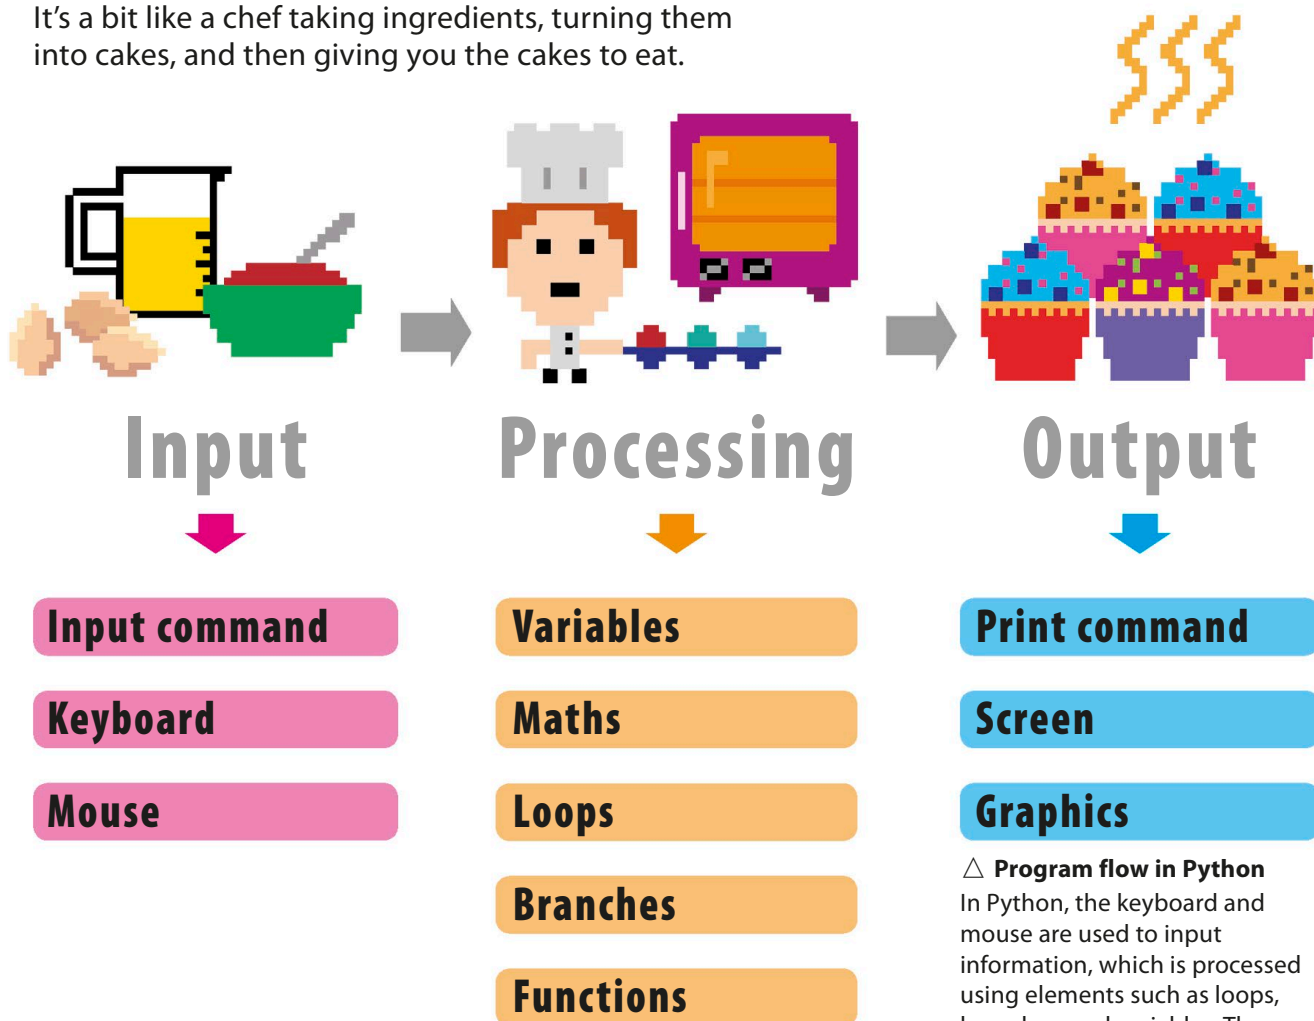 It's a bit like a chef taking ingredients, turning them
into cakes, and then giving you the cakes to eat.
Input
Processing
Output
Input command
Keyboard
Mouse
Variables
Maths
Loops
Branches
Functions
Print command
Screen
Graphics
△ Program flow in Python
In Python, the keyboard and
mouse are used to input
information, which is processed
using elements such as loops,